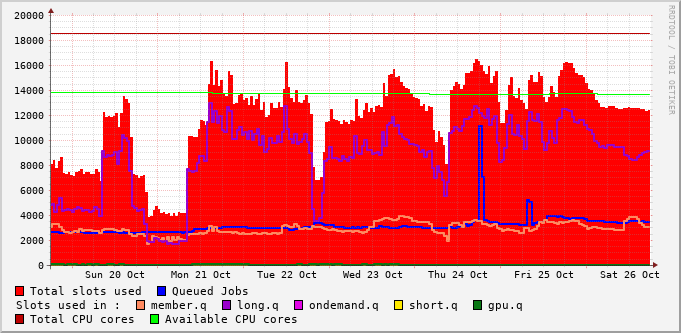 20000
18000
16000
14000
12000
10000
8000
6000
4000
2000
0
Sun 20 Oct Mon 21 Oct Tue 22 Oct Wed 23 Oct Thu 24 Oct Fri 25 Oct Sat 26 Oct
RRDTOOL / TOBI OETIKER
Total slots used Queued Jobs
Slots used in : member.q long.q ondemand.q short.q gpu.q
Total CPU cores Available CPU cores